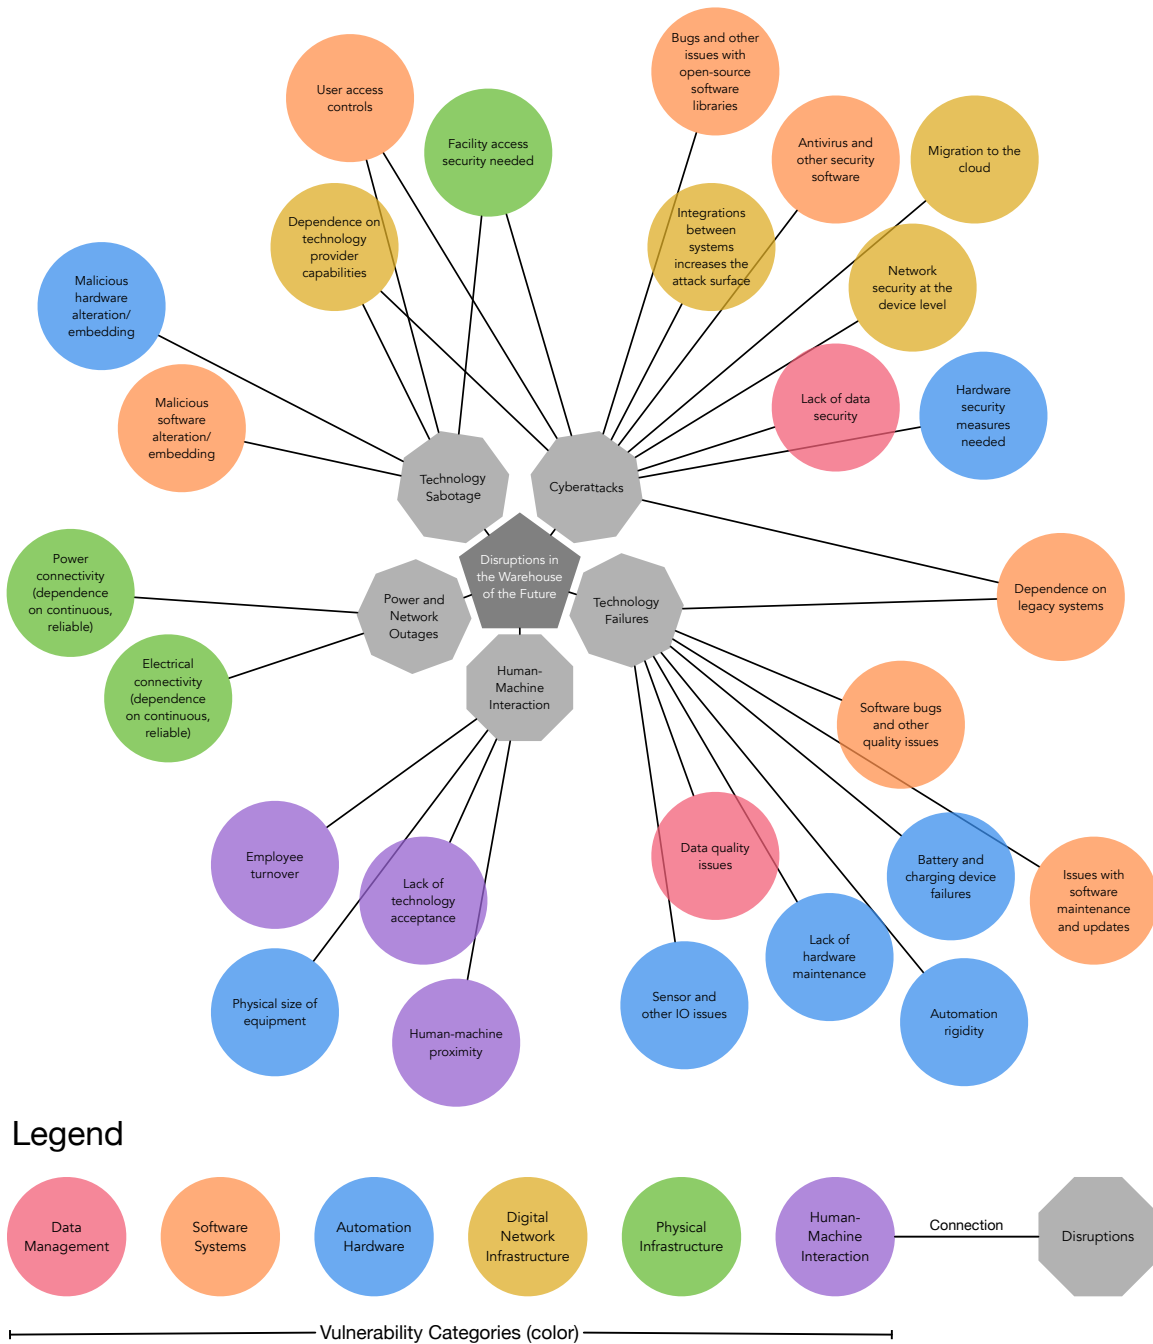 Bugs and other
issues with
open-source
software
libraries
User access
controls
Facility access
security needed
Antivirus and
other security
software
Migration to the
cloud
Dependence on
technology
provider
capabilities
Integrations
between
systems
increases the
attack surface
Network
security at the
device level
Malicious
hardware
alteration/
embedding
Malicious
software
alteration/
embedding
Lack of data
security
Hardware
security
measures
needed
Technology
Sabotage
Cyberattacks
Disruptions in
the Warehouse
of the Future
Power
connectivity
(dependence
on continuous,
reliable)
Power and
Network
Outages
Technology
Failures
Dependence on
legacy systems
Electrical
connectivity
(dependence
on continuous,
reliable)
Human-
Machine
Interaction
Software bugs
and other
quality issues
Employee
turnover
Lack of
technology
acceptance
Data quality
issues
Battery and
charging device
failures
Issues with
software
maintenance
and updates
Physical size of
equipment
Human-machine
proximity
Sensor and
other IO issues
Lack of
hardware
maintenance
Automation
rigidity
Legend
Data
Management
Software
Systems
Automation
Hardware
Digital
Network
Infrastructure
Physical
Infrastructure
Human-
Machine
Interaction
Connection
Disruptions
Vulnerability Categories (color)